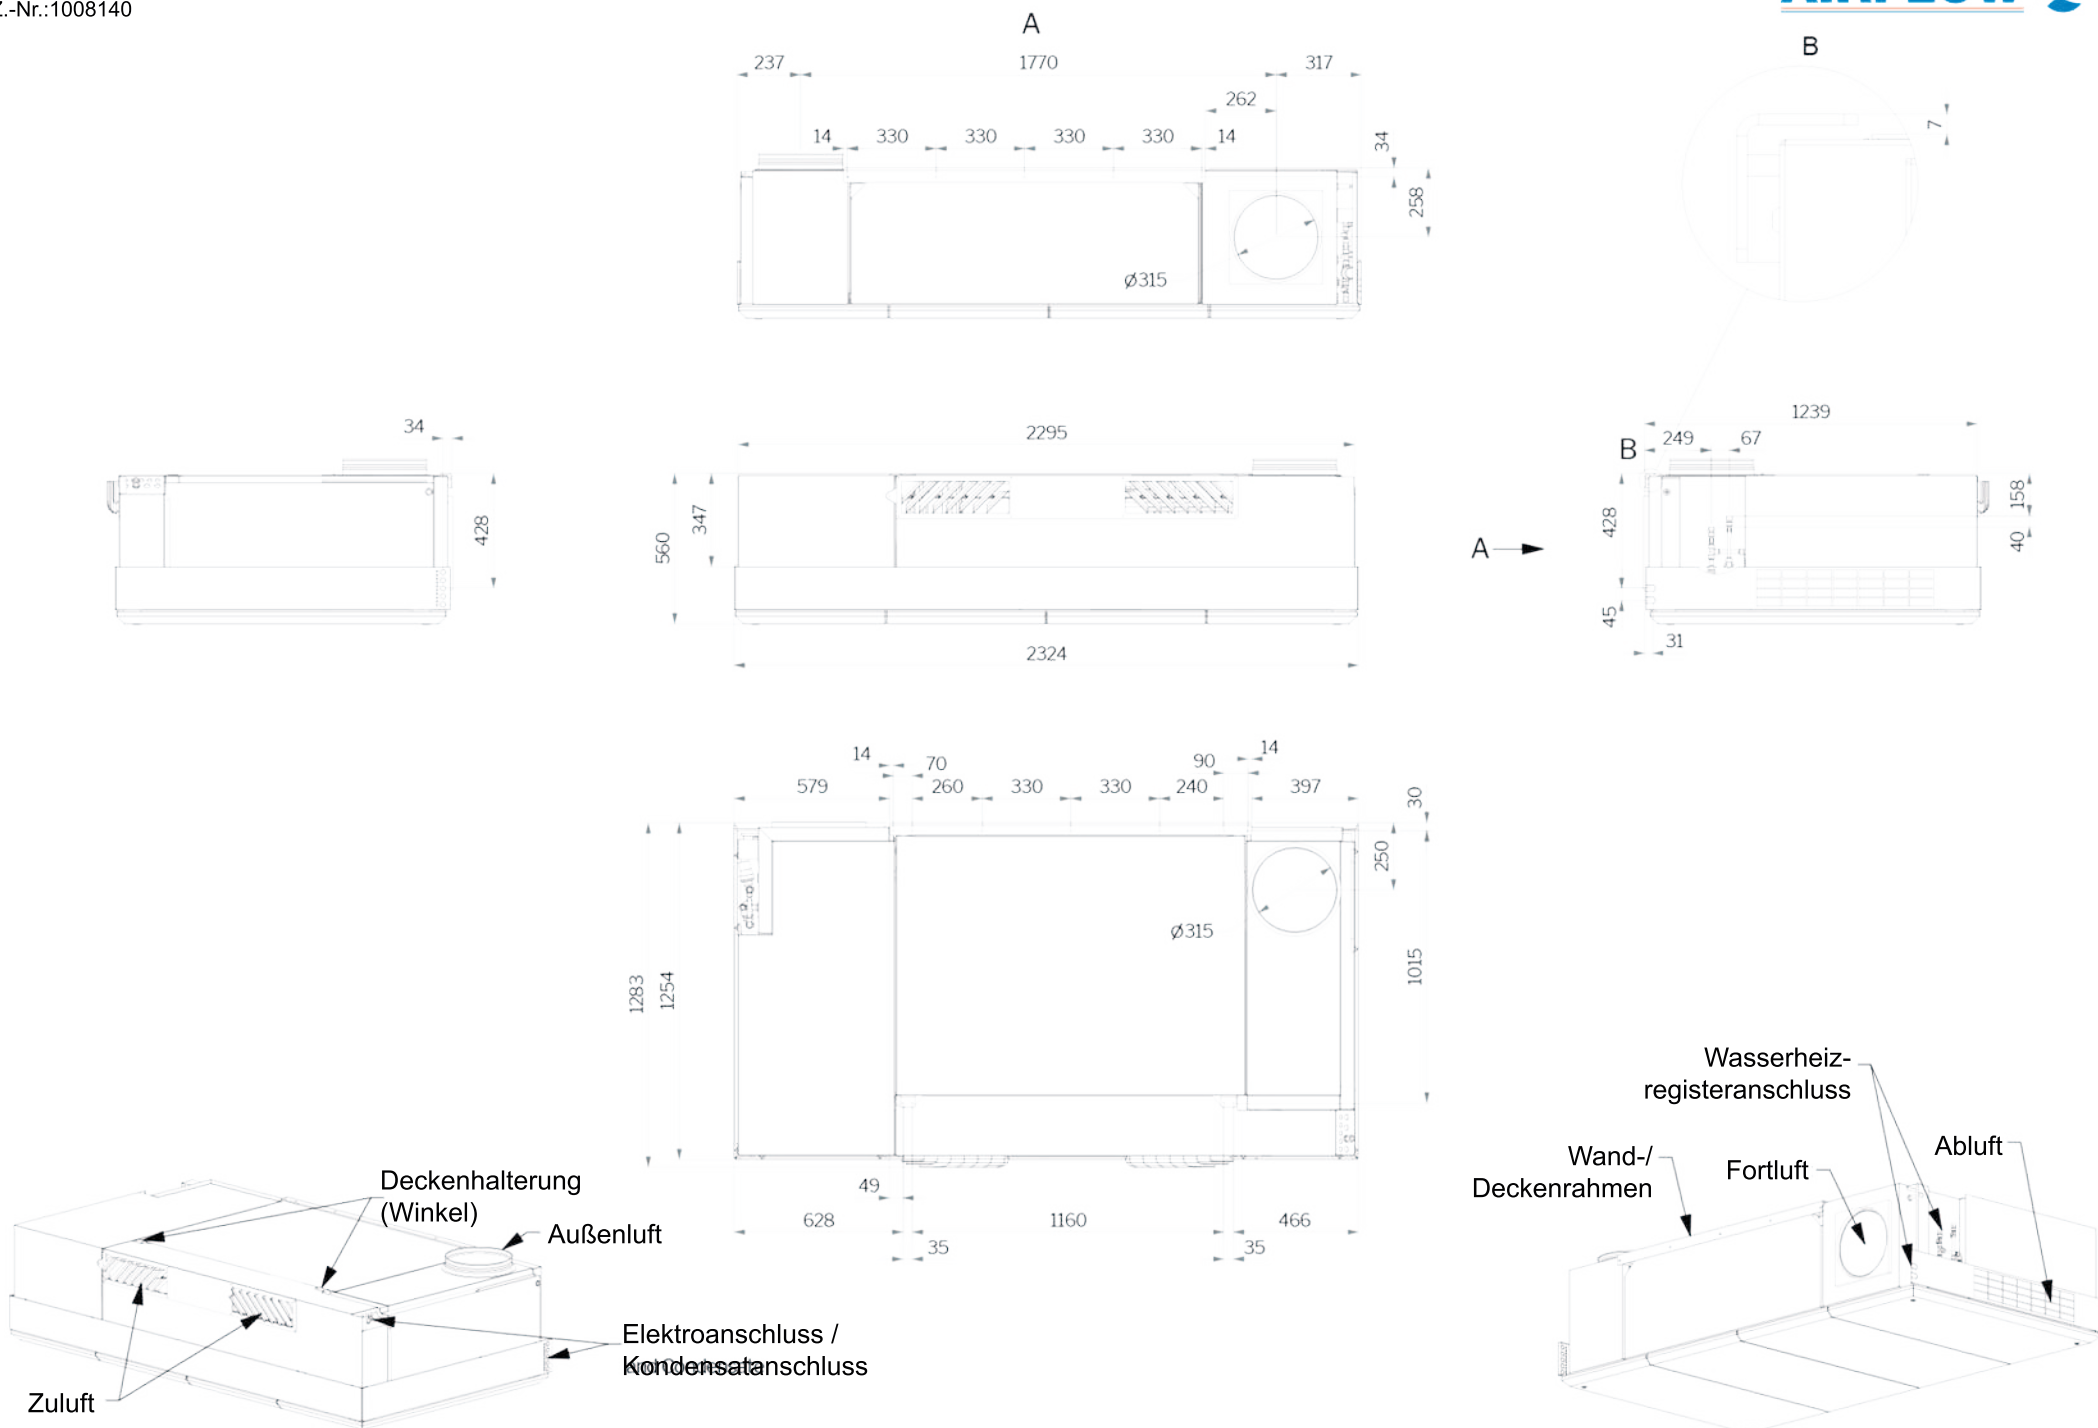 Z.-Nr.:1008140
AIRFLOW
A
B
237
1770
317
262
14
330
330
330
330
14
34
258
7
Ø315
34
428
2295
560
347
2324
A
1239
B
249
67
428
158
40
45
31
14
70
90
14
579
260
330
330
240
397
30
250
Ø315
1283
1254
1015
49
628
1160
466
35
35
Deckenhalterung
(Winkel)
Außenluft
Elektroanschluss /
Kondensatanschluss
Zuluft
Wasserheiz-
registeranschluss
Wand-/
Deckenrahmen
Fortluft
Abluft